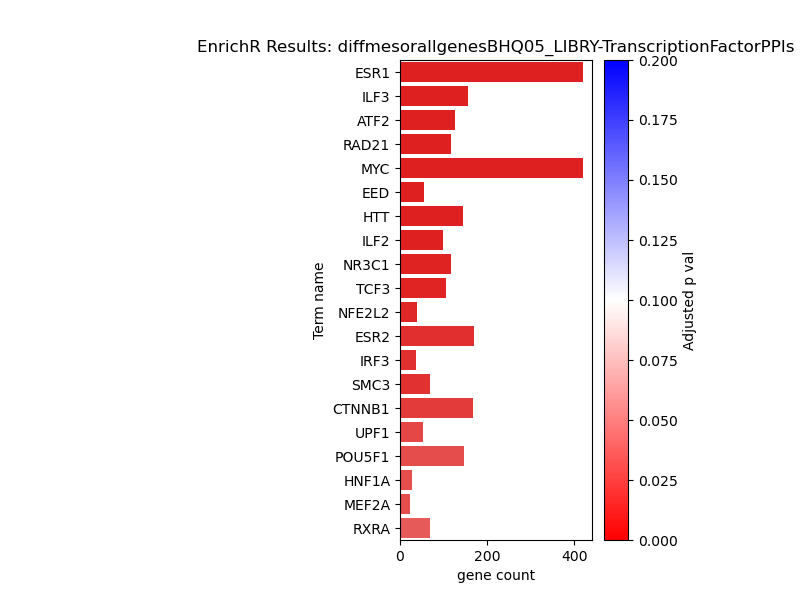 EnrichR Results: diffmesorallgenesBHQ05_LIBRY-TranscriptionFactorPPIs
ESR1
ILF3
ATF2
RAD21
MYC
EED
HTT
ILF2
NR3C1
TCF3
NFE2L2
ESR2
IRF3
SMC3
CTNNB1
UPF1
POU5F1
HNF1A
MEF2A
RXRA
Term name
0 200 400
gene count
0.200
0.175
0.150
0.125
0.100
0.075
0.050
0.025
0.000
Adjusted p val